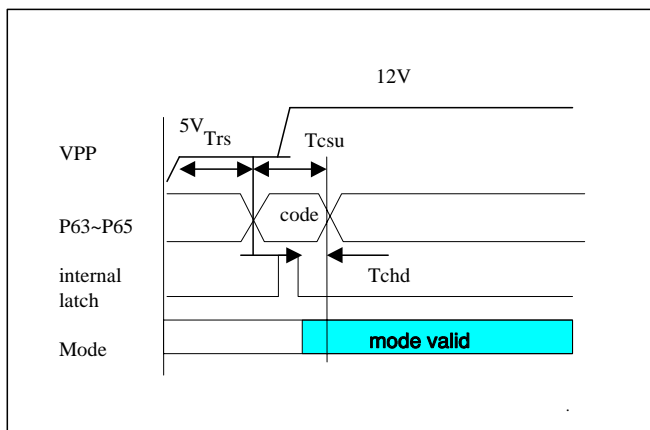 12V
5V
Trs
Tcsu
VPP
code
P63~P65
internal
latch
Tchd
Mode
mode valid
.